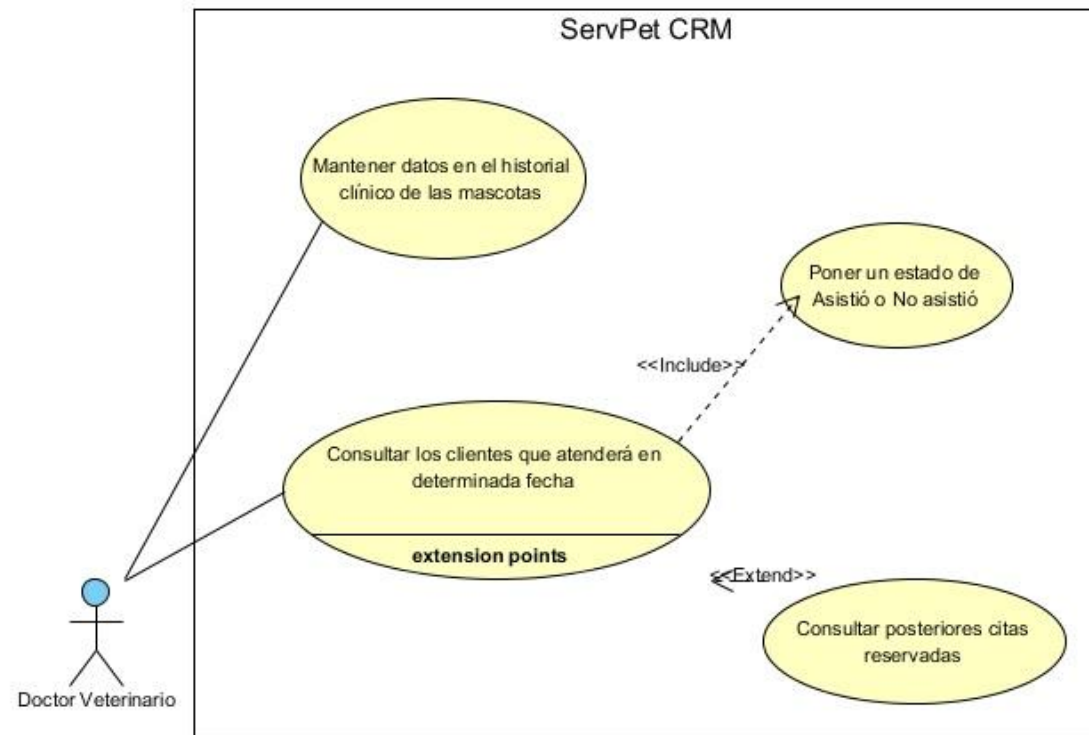 ServPet CRM
Mantener datos en el historial
clínico de las mascotas
Poner un estado de
Asistió o No asistió
<<Include>>
Consultar los clientes que atenderá en
determinada fecha
extension points
<<Extend>>
Consultar posteriores citas
reservadas
Doctor Veterinario